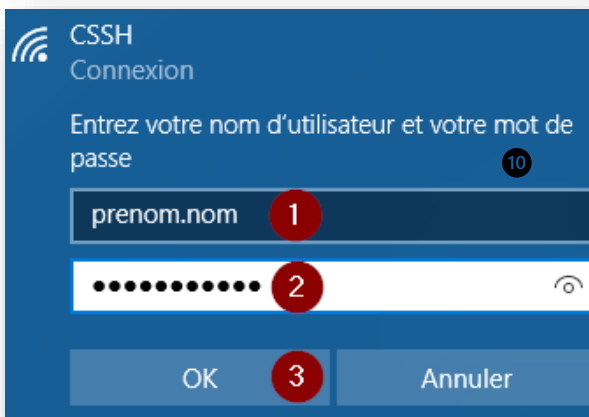 CSSH
Connexion
Entrez votre nom d'utilisateur et votre mot de
passe
10
prenom.nom 1
••••••••••• 2
OK 3 Annuler